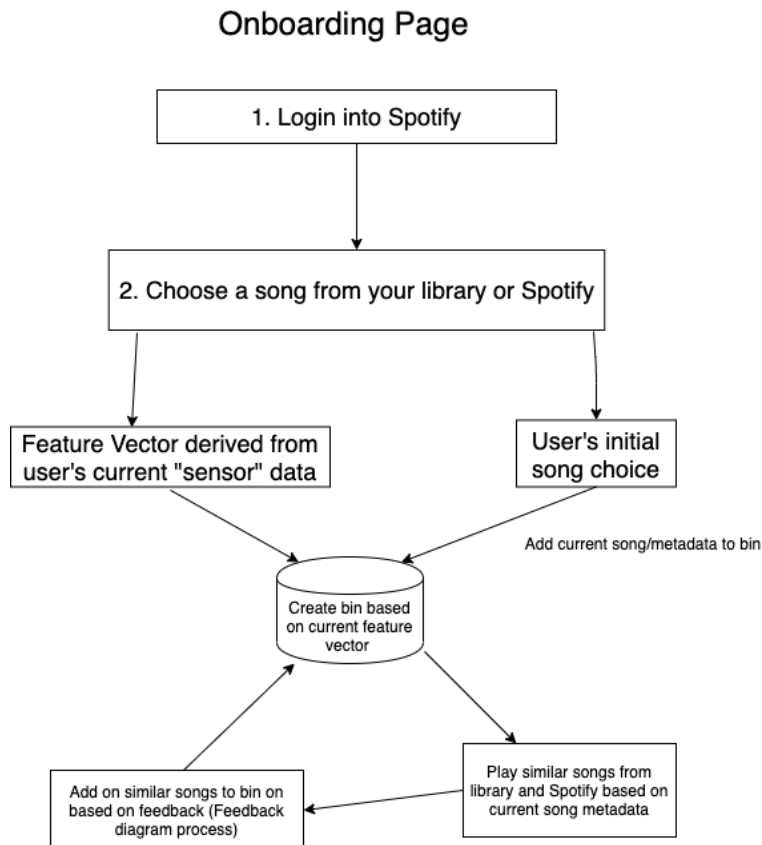 Onboarding Page
1. Login into Spotify
2. Choose a song from your library or Spotify
Feature Vector derived from
user's current "sensor" data
User's initial
song choice
Add current song/metadata to bin
Create bin based
on current feature
vector
Play similar songs from
library and Spotify based on
current song metadata
Add on similar songs to bin on
based on feedback (Feedback
diagram process)